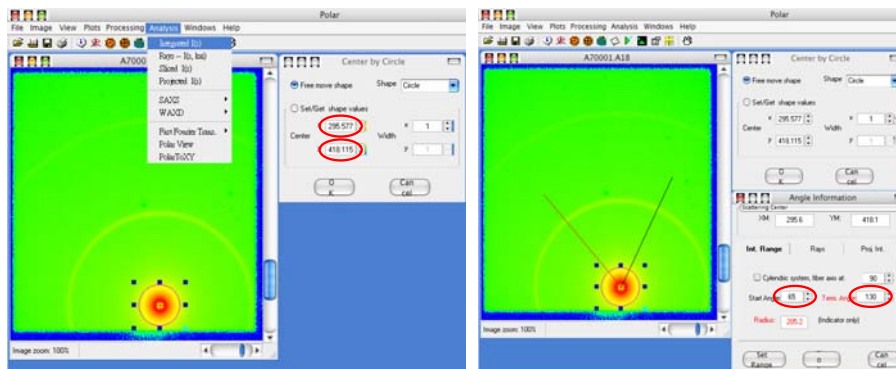 Polar
File Image View Plots Processing Analysis Windows Help
A7000
Integrated I(s)
Rays -- I(s, hn)
Sliced I(s)
Projected I(s)
SAXS
WAXD
Fast Fourier Trans.
Polar View
PolarToXY
Center by Circle
Free move shape Shape Circle
Set/Get shape values
Center x 295.577 Width x 1
y 418.115 y 1
O
K
Can
cel
Image zoom: 100%
Polar
File Image View Plots Processing Analysis Windows Help
A70001.A18
Center by Circle
Free move shape Shape Circle
Set/Get shape values
Center x 295.577 Width x 1
y 418.115 y 1
O
K
Can
cel
Angle Information
Scattering Center
XM: 295.6 YM: 418.1
Int. Range Rays Proj. Int.
Cylindric system, fiber axis at: 90
Start Angle 65 Term. Angle 130
Radius: 205.2 (Indicator only)
Set
Range
Can
cel
Image zoom: 100%